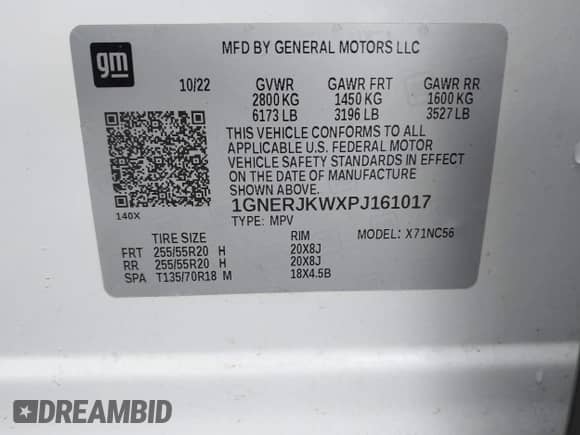 gm
MFD BY GENERAL MOTORS LLC
10/22 GVWR GAWR FRT GAWR RR
2800 KG 1450 KG 1600 KG
6173 LB 3196 LB 3527 LB
THIS VEHICLE CONFORMS TO ALL
APPLICABLE U.S. FEDERAL MOTOR
VEHICLE SAFETY STANDARDS IN EFFECT
ON THE DATE OF MANUFACTURE
SHOWN ABOVE.
140X
1GNERJKWXPJ161017
TYPE: MPV
TIRE SIZE RIM MODEL: X71NC56
FRT 255/55R20 H 20X8J
RR 255/55R20 H 20X8J
SPA T135/70R18 M 18X4.5B
DREAMBID